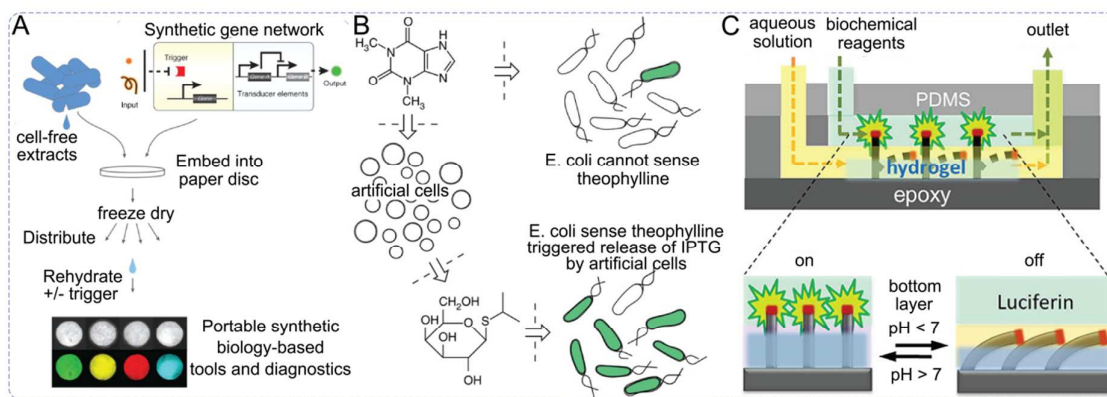 A
Synthetic gene network
Trigger
Input
Transducer elements
Output
cell-free
extracts
Embed into
paper disc
freeze dry
Distribute
Rehydrate
+/- trigger
Portable synthetic
biology-based
tools and diagnostics
B
H₃C
O
N
N
H
N
O
N
CH₃
E. coli cannot sense
theophylline
artificial cells
E. coli sense theophylline
triggered release of IPTG
by artificial cells
CH₂OH
HO
O
S
OH
OH
C
aqueous
solution
biochemical
reagents
outlet
PDMS
hydrogel
epoxy
on
bottom
layer
pH < 7
pH > 7
off
Luciferin